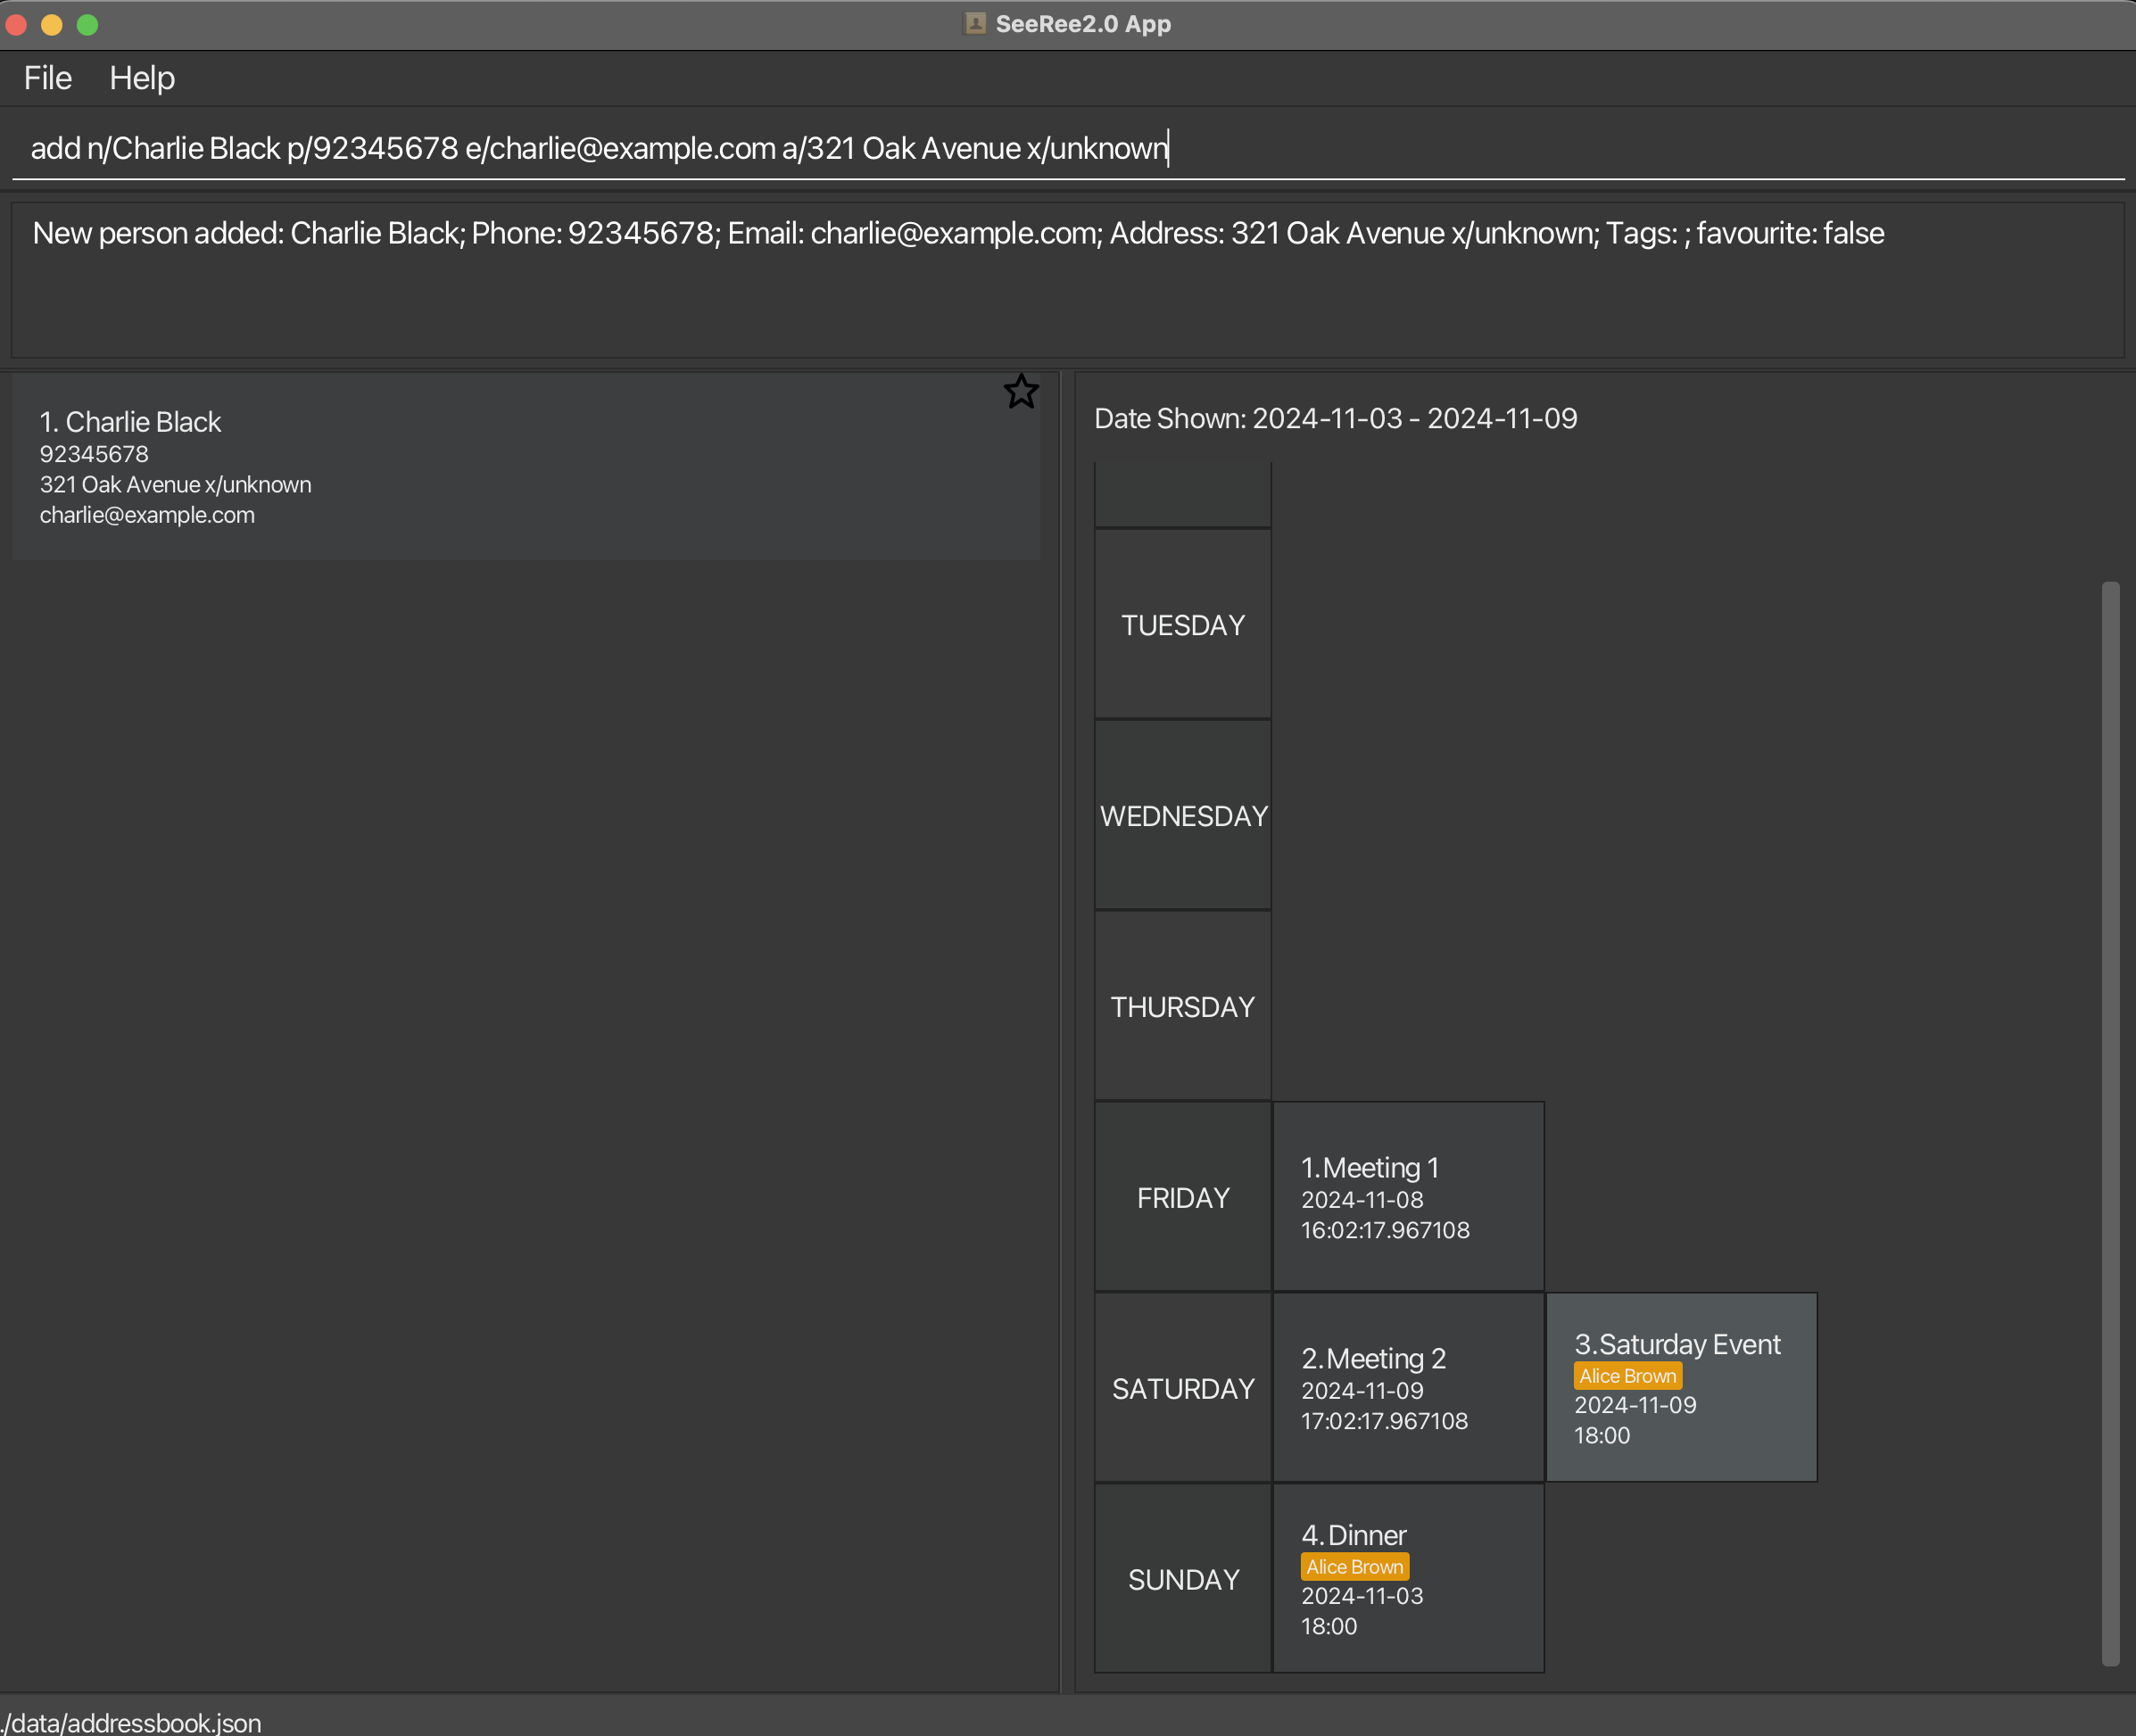 SeeRee2.0 App
File Help
add n/Charlie Black p/92345678 e/charlie@example.com a/321 Oak Avenue x/unknown
New person added: Charlie Black; Phone: 92345678; Email: charlie@example.com; Address: 321 Oak Avenue x/unknown; Tags: ; favourite: false
1. Charlie Black
92345678
321 Oak Avenue x/unknown
charlie@example.com
Date Shown: 2024-11-03 - 2024-11-09
TUESDAY
WEDNESDAY
THURSDAY
FRIDAY
1.Meeting 1
2024-11-08
16:02:17.967108
SATURDAY
2.Meeting 2
2024-11-09
17:02:17.967108
3.Saturday Event
Alice Brown
2024-11-09
18:00
SUNDAY
4.Dinner
Alice Brown
2024-11-03
18:00
./data/addressbook.json